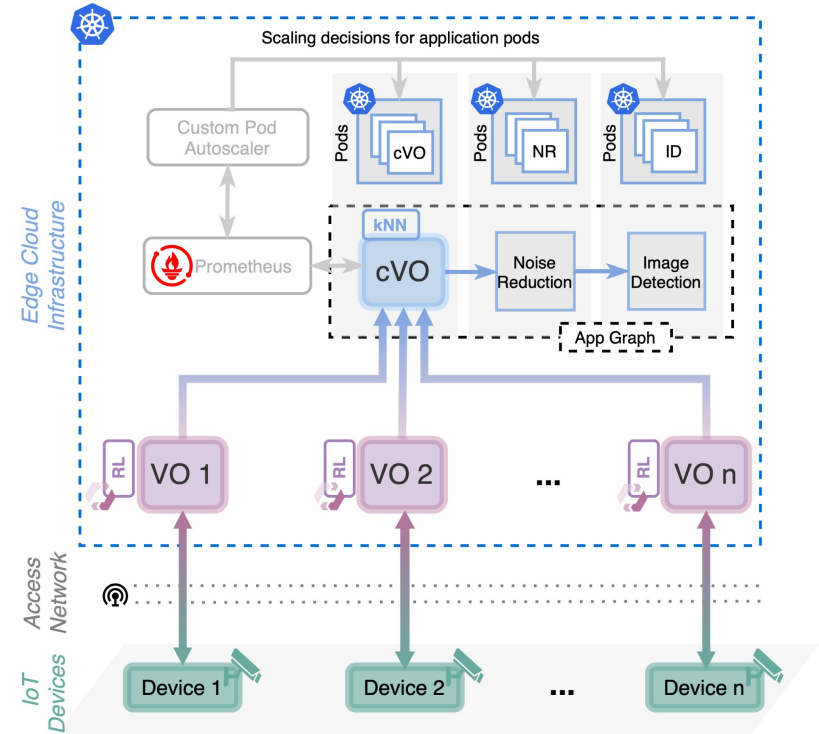 Scaling decisions for application pods
Custom Pod
Autoscaler
Pods
cVO
Pods
NR
Pods
ID
Edge Cloud
Infrastructure
Prometheus
kNN
cVO
Noise
Reduction
Image
Detection
App Graph
RL
VO 1
RL
VO 2
...
RL
VO n
Access
Network
IoT
Devices
Device 1
Device 2
...
Device n